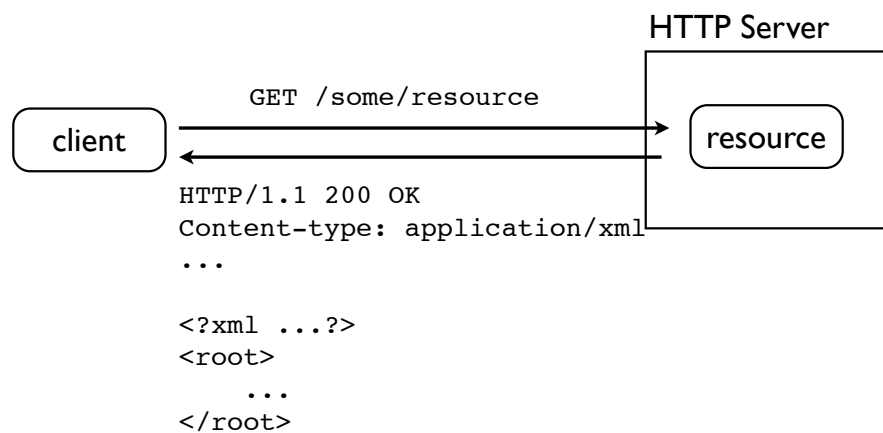 HTTP Server
GET /some/resource
client
resource
HTTP/1.1 200 OK
Content-type: application/xml
...
<?xml ...?>
<root>
...
</root>